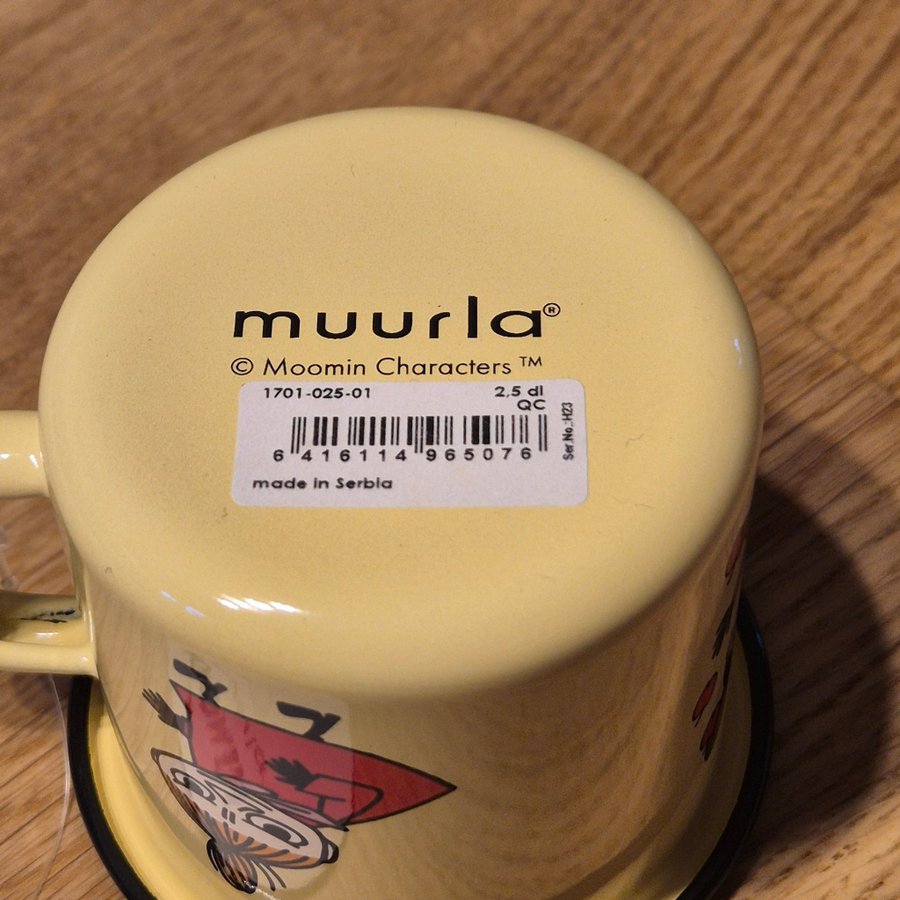 muurla®
© Moomin Characters ™
1701-025-01 2,5 dl
QC
Ser.No.:H23
6 416114 965076
made in Serbia